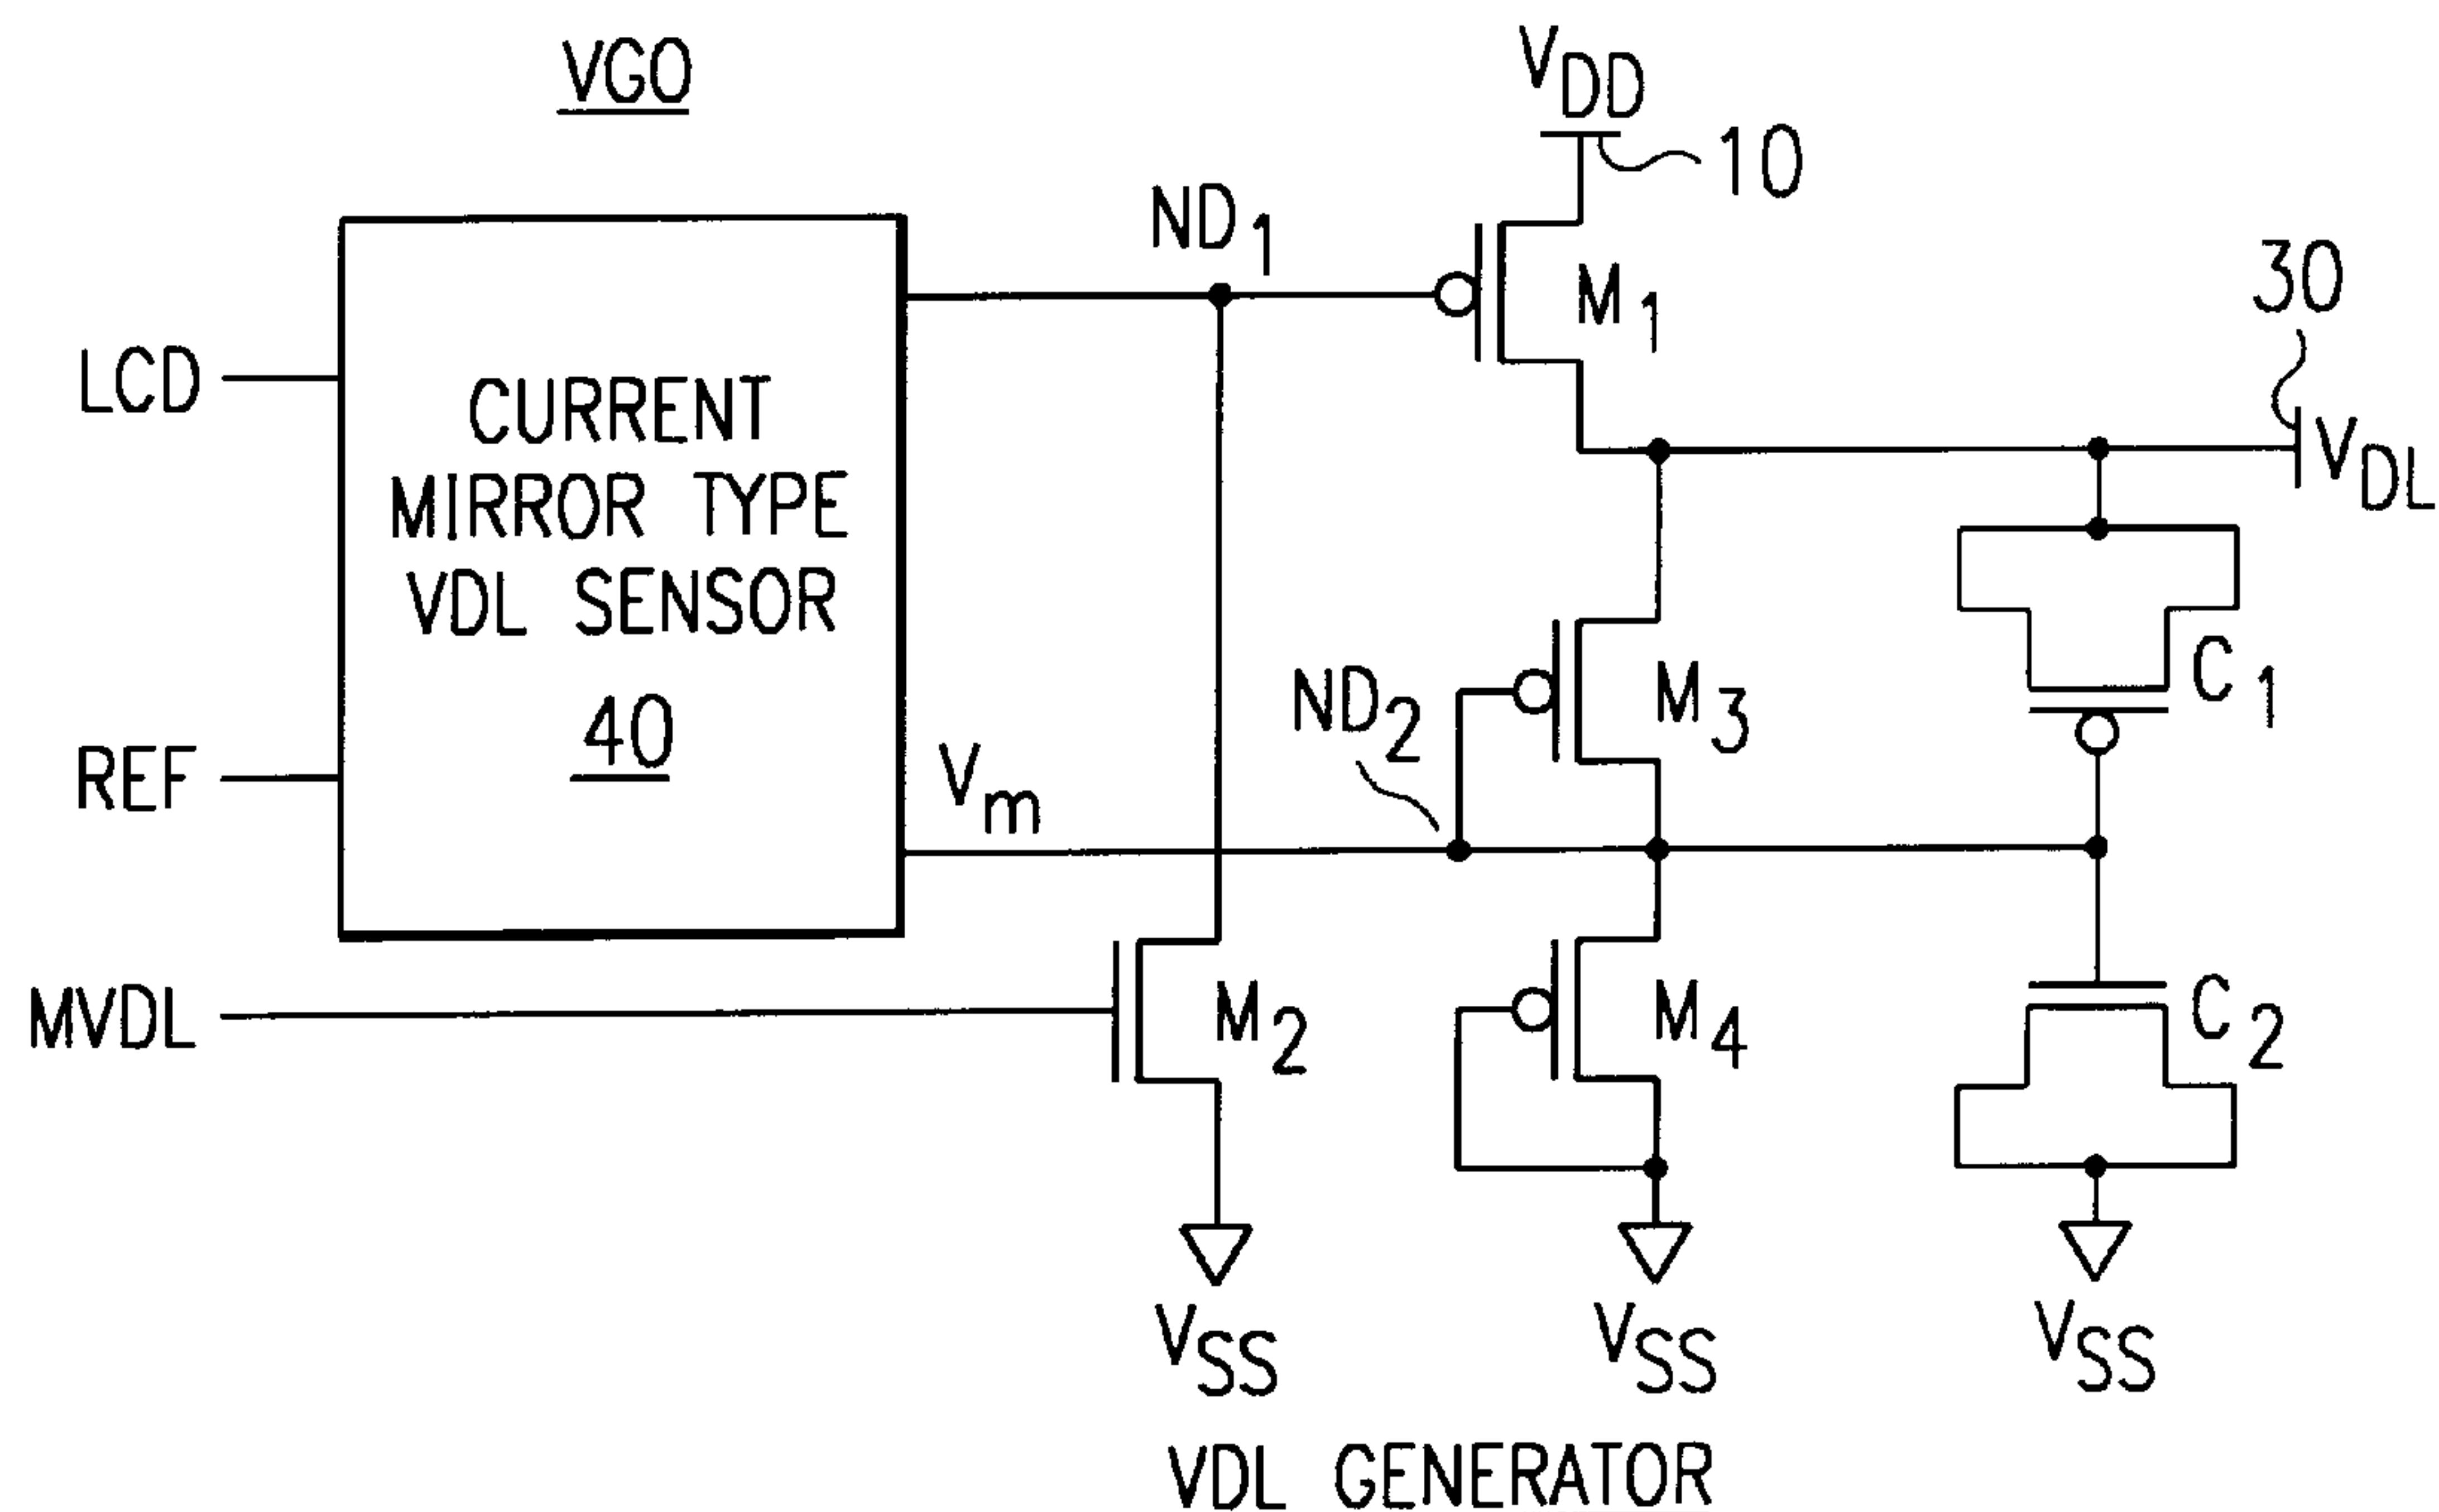 VGO
VDD
10
ND1
M1
30
LCD
VDL
CURRENT
MIRROR TYPE
VDL SENSOR
40
C1
ND2
M3
REF
Vm
MVDL
M2
M4
C2
VSS
VSS
VSS
VDL GENERATOR